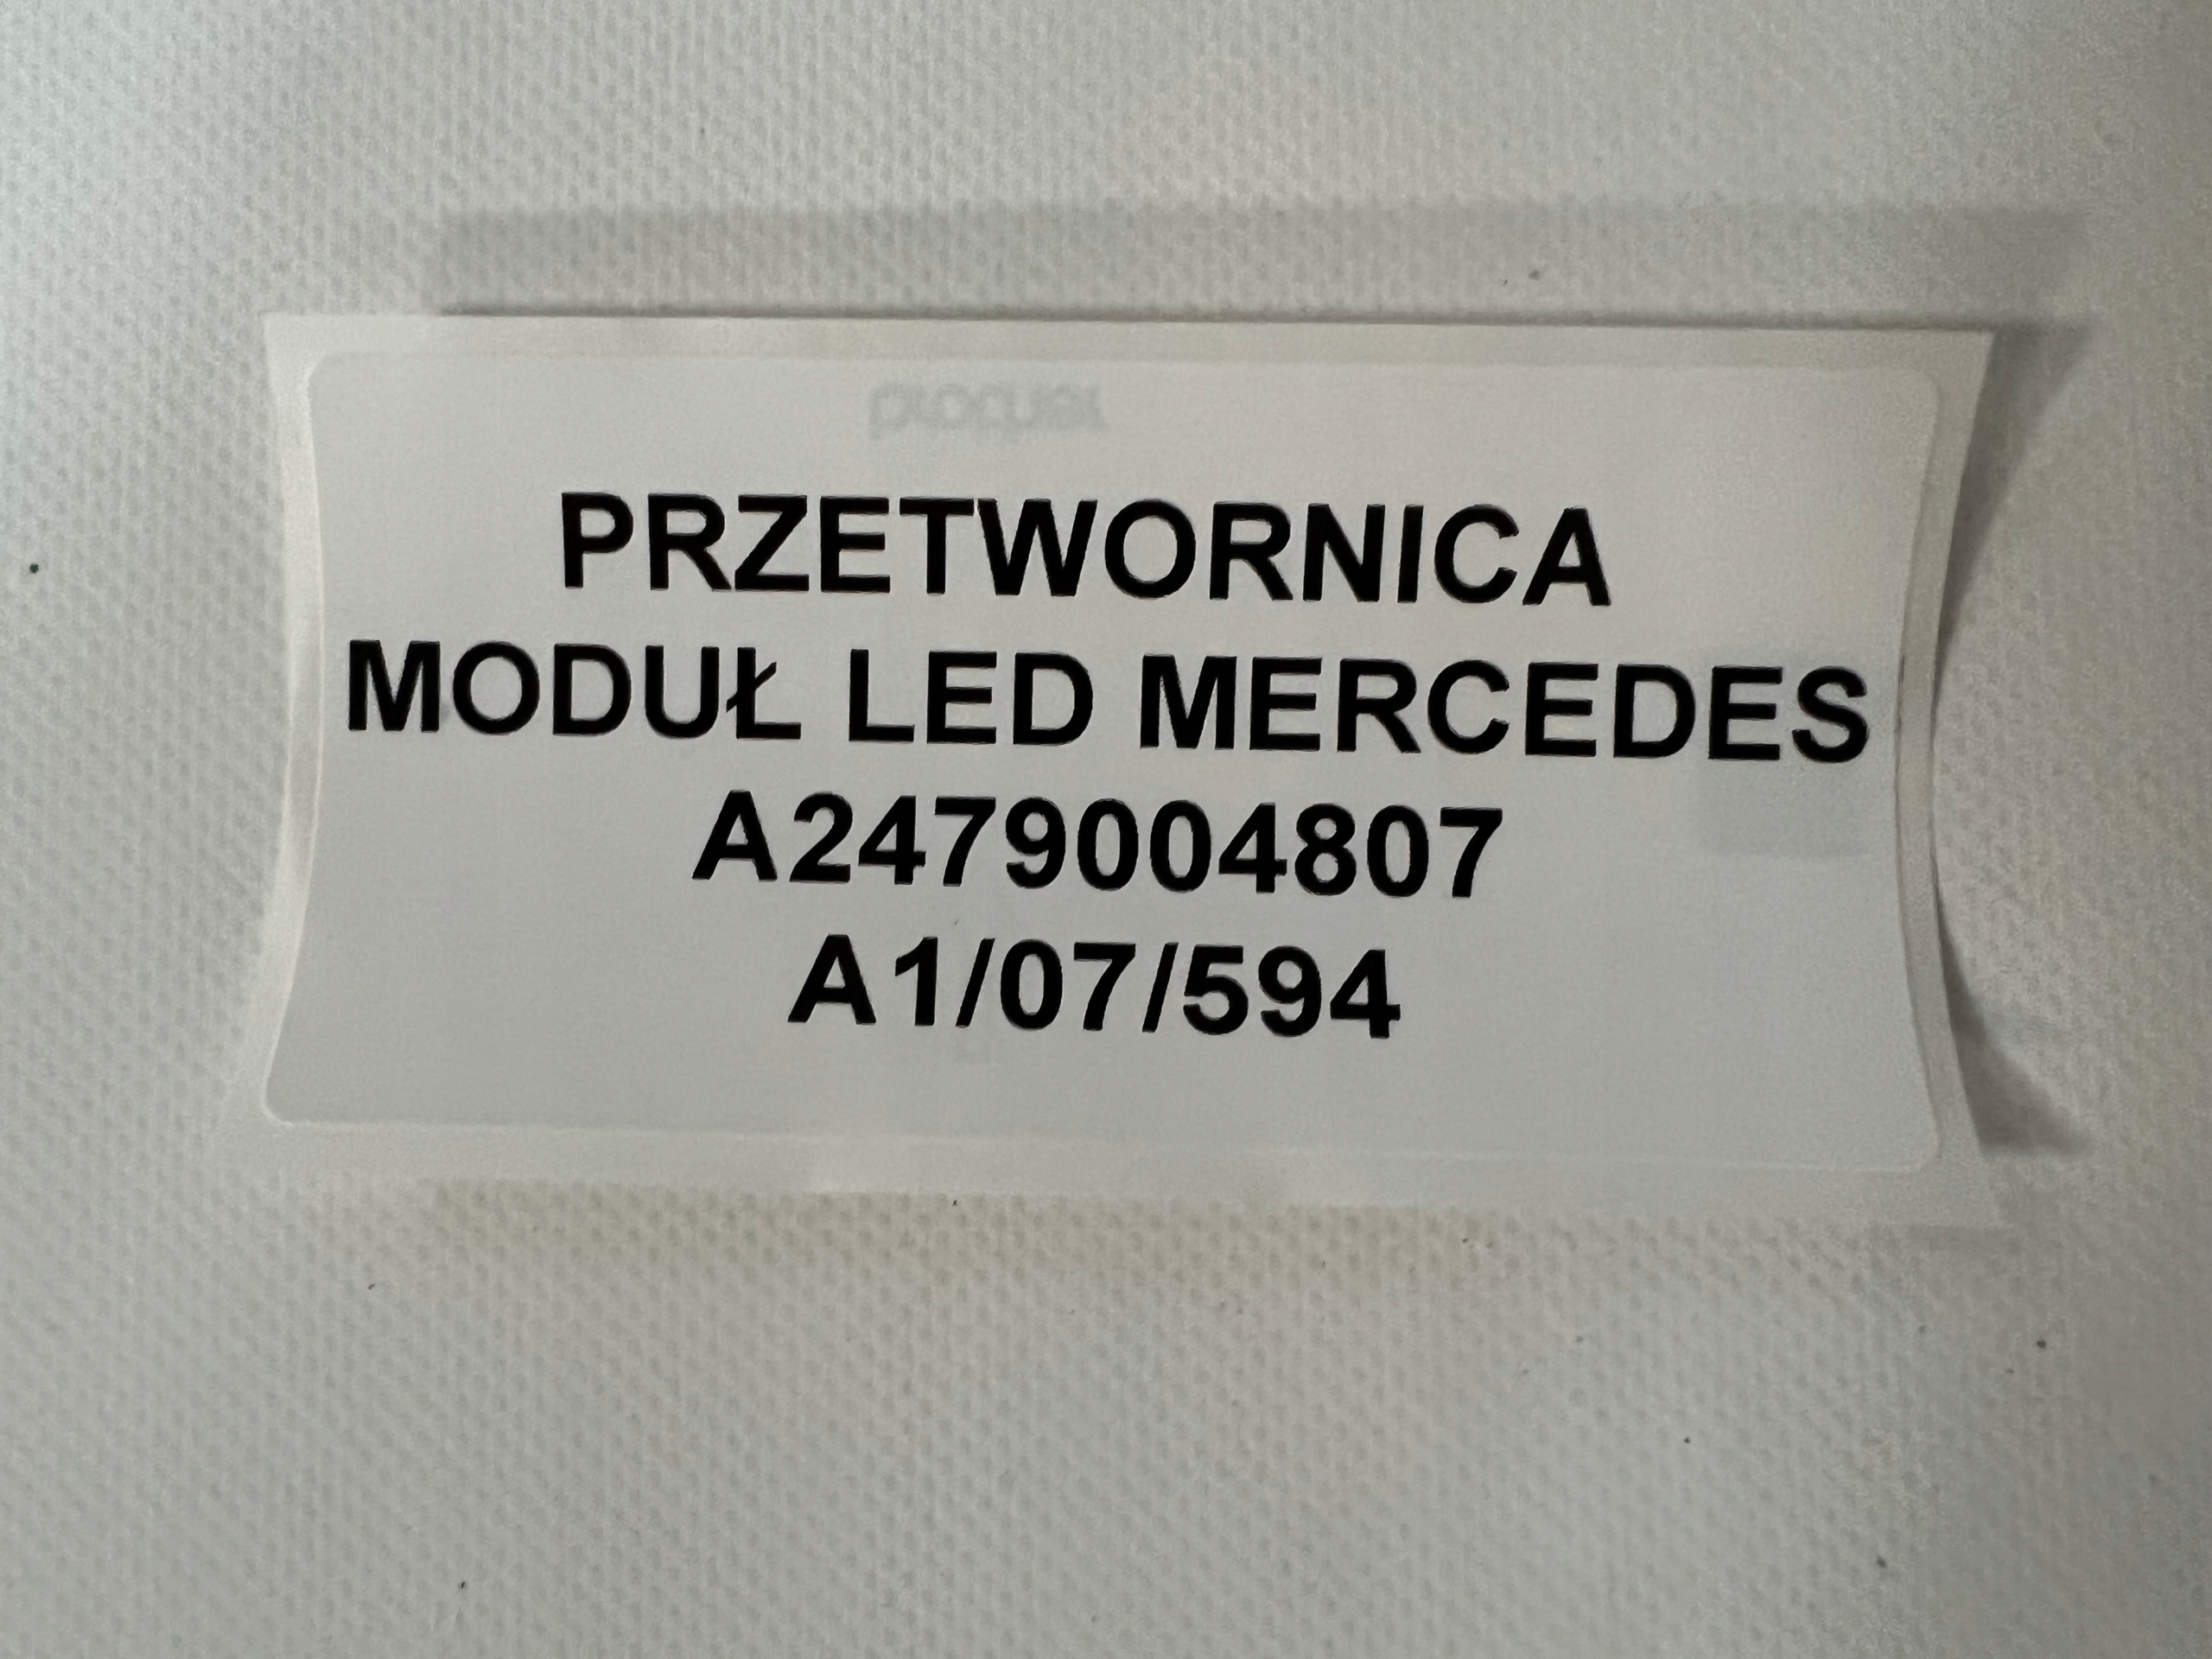 PRZETWORNICA
MODUŁ LED MERCEDES
A2479004807
A1/07/594